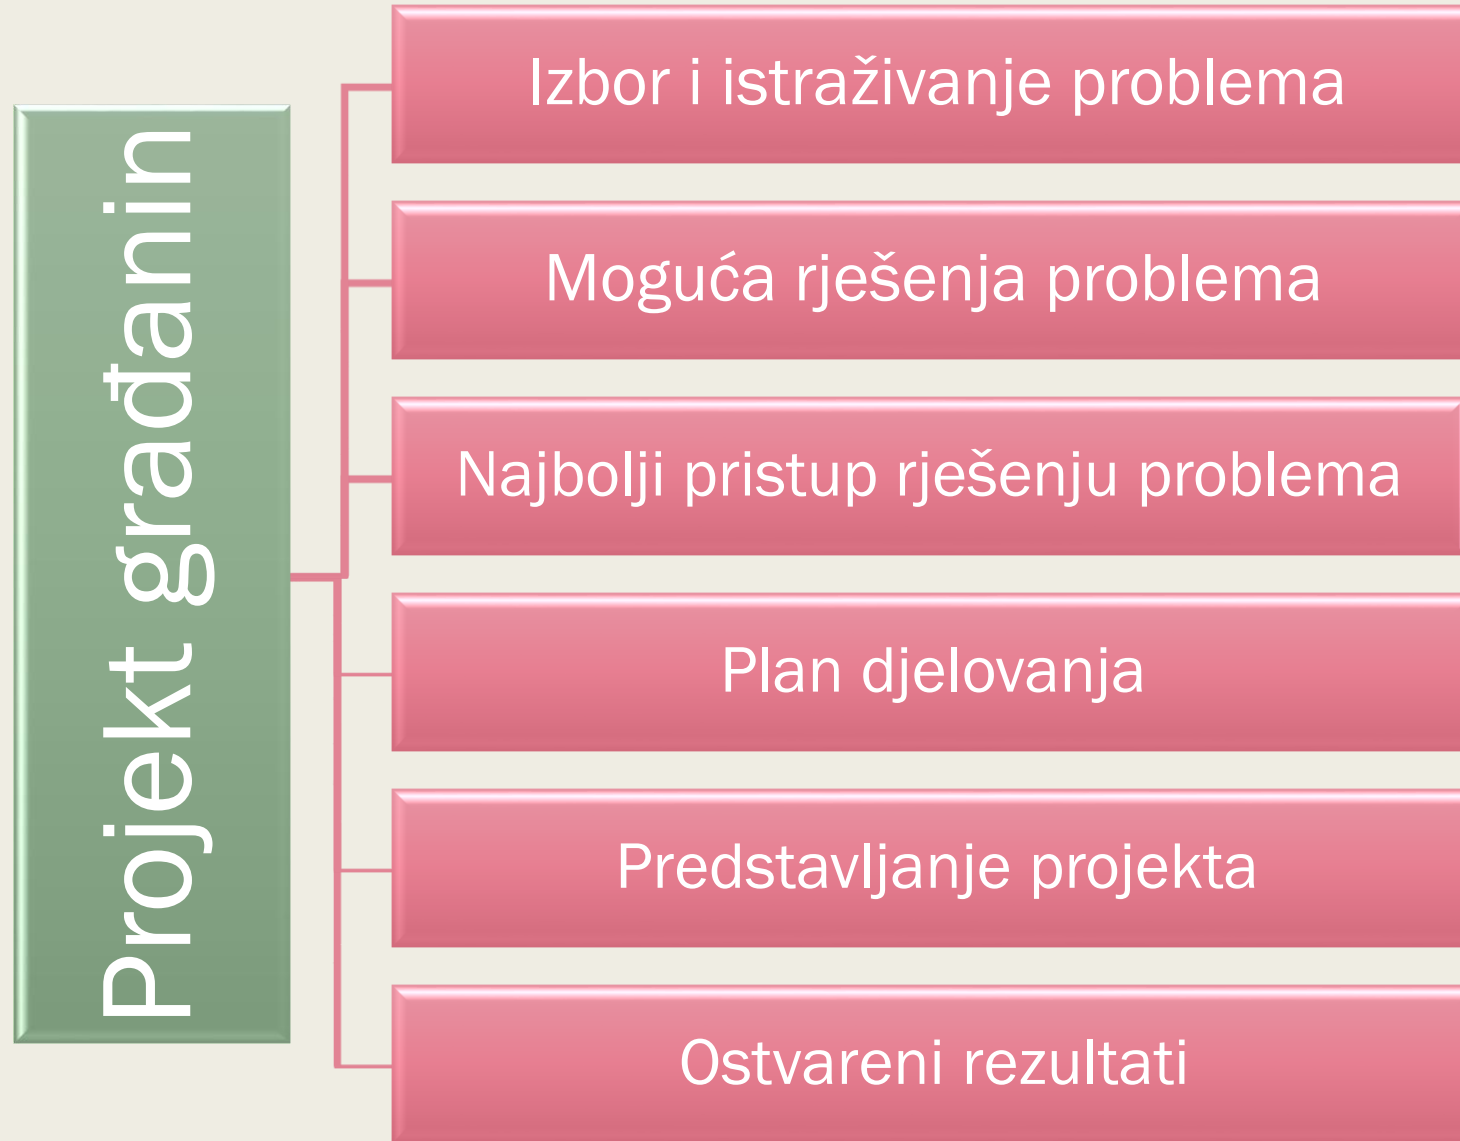 Projekt građanin
Izbor i istraživanje problema
Moguća rješenja problema
Najbolji pristup rješenju problema
Plan djelovanja
Predstavljanje projekta
Ostvareni rezultati